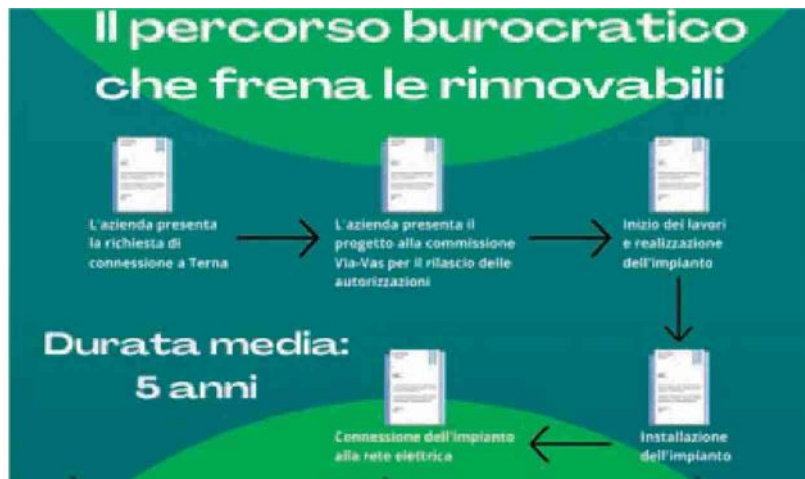 Il percorso burocratico
che frena le rinnovabili
L'azienda presenta
la richiesta di
connessione a Terna
L'azienda presenta il
progetto alla commissione
Via-Vas per il rilascio delle
autorizzazioni
Inizio dei lavori
e realizzazione
dell'impianto
Durata media:
5 anni
Connessione dell'impianto
alla rete elettrica
Installazione
dell'impianto